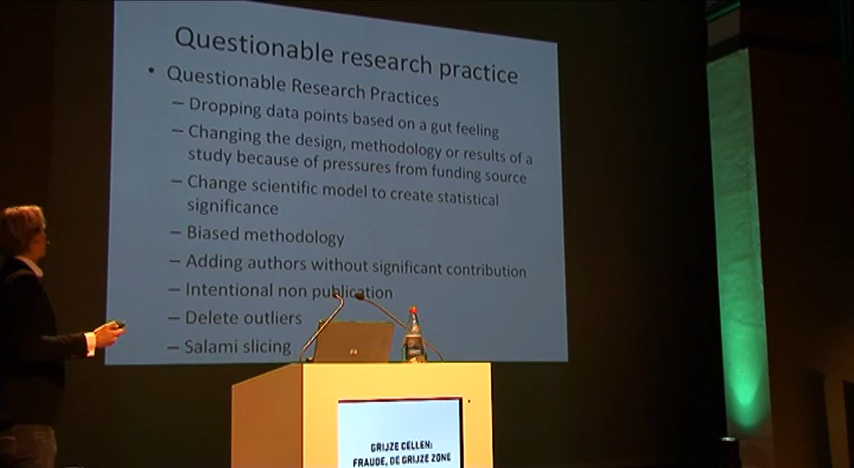 Questionable research practice
• Questionable Research Practices
– Dropping data points based on a gut feeling
– Changing the design, methodology or results of a
study because of pressures from funding source
– Change scientific model to create statistical
significance
– Biased methodology
– Adding authors without significant contribution
– Intentional non publication
– Delete outliers
– Salami slicing
hp
GRIJZE CELLEN:
FRAUDE, DE GRIJZE ZONE